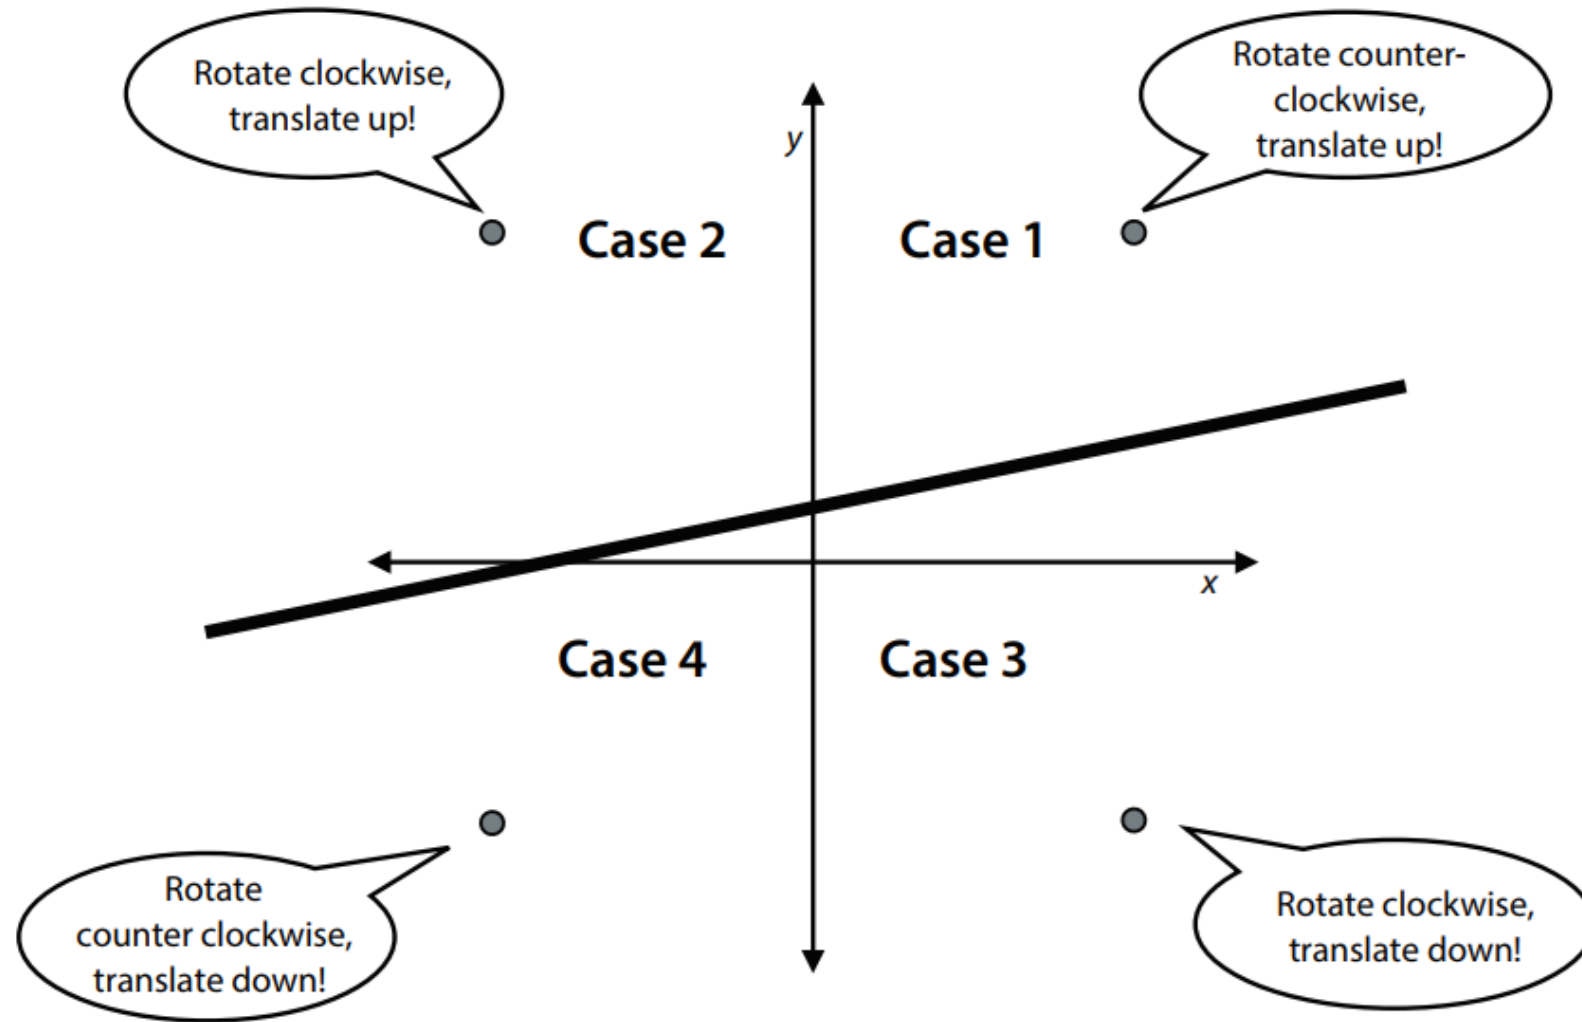 Rotate clockwise,
translate up!
Rotate counter-
clockwise,
translate up!
y
Case 2
Case 1
x
Case 4
Case 3
Rotate
counter clockwise,
translate down!
Rotate clockwise,
translate down!